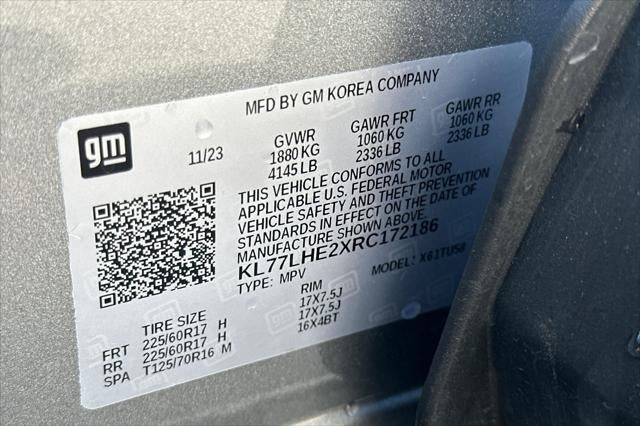 MFD BY GM KOREA COMPANY
gm
11/23
GVWR GAWR FRT GAWR RR
1880 KG 1060 KG 1060 KG
4145 LB 2336 LB 2336 LB
THIS VEHICLE CONFORMS TO ALL
APPLICABLE U.S. FEDERAL MOTOR
VEHICLE SAFETY AND THEFT PREVENTION
STANDARDS IN EFFECT ON THE DATE OF
MANUFACTURE SHOWN ABOVE.
KL77LHE2XRC172186
TYPE: MPV MODEL: X61TU58
TIRE SIZE RIM
FRT 225/60R17 H 17X7.5J
RR 225/60R17 H 17X7.5J
SPA T125/70R16 M 16X4BT